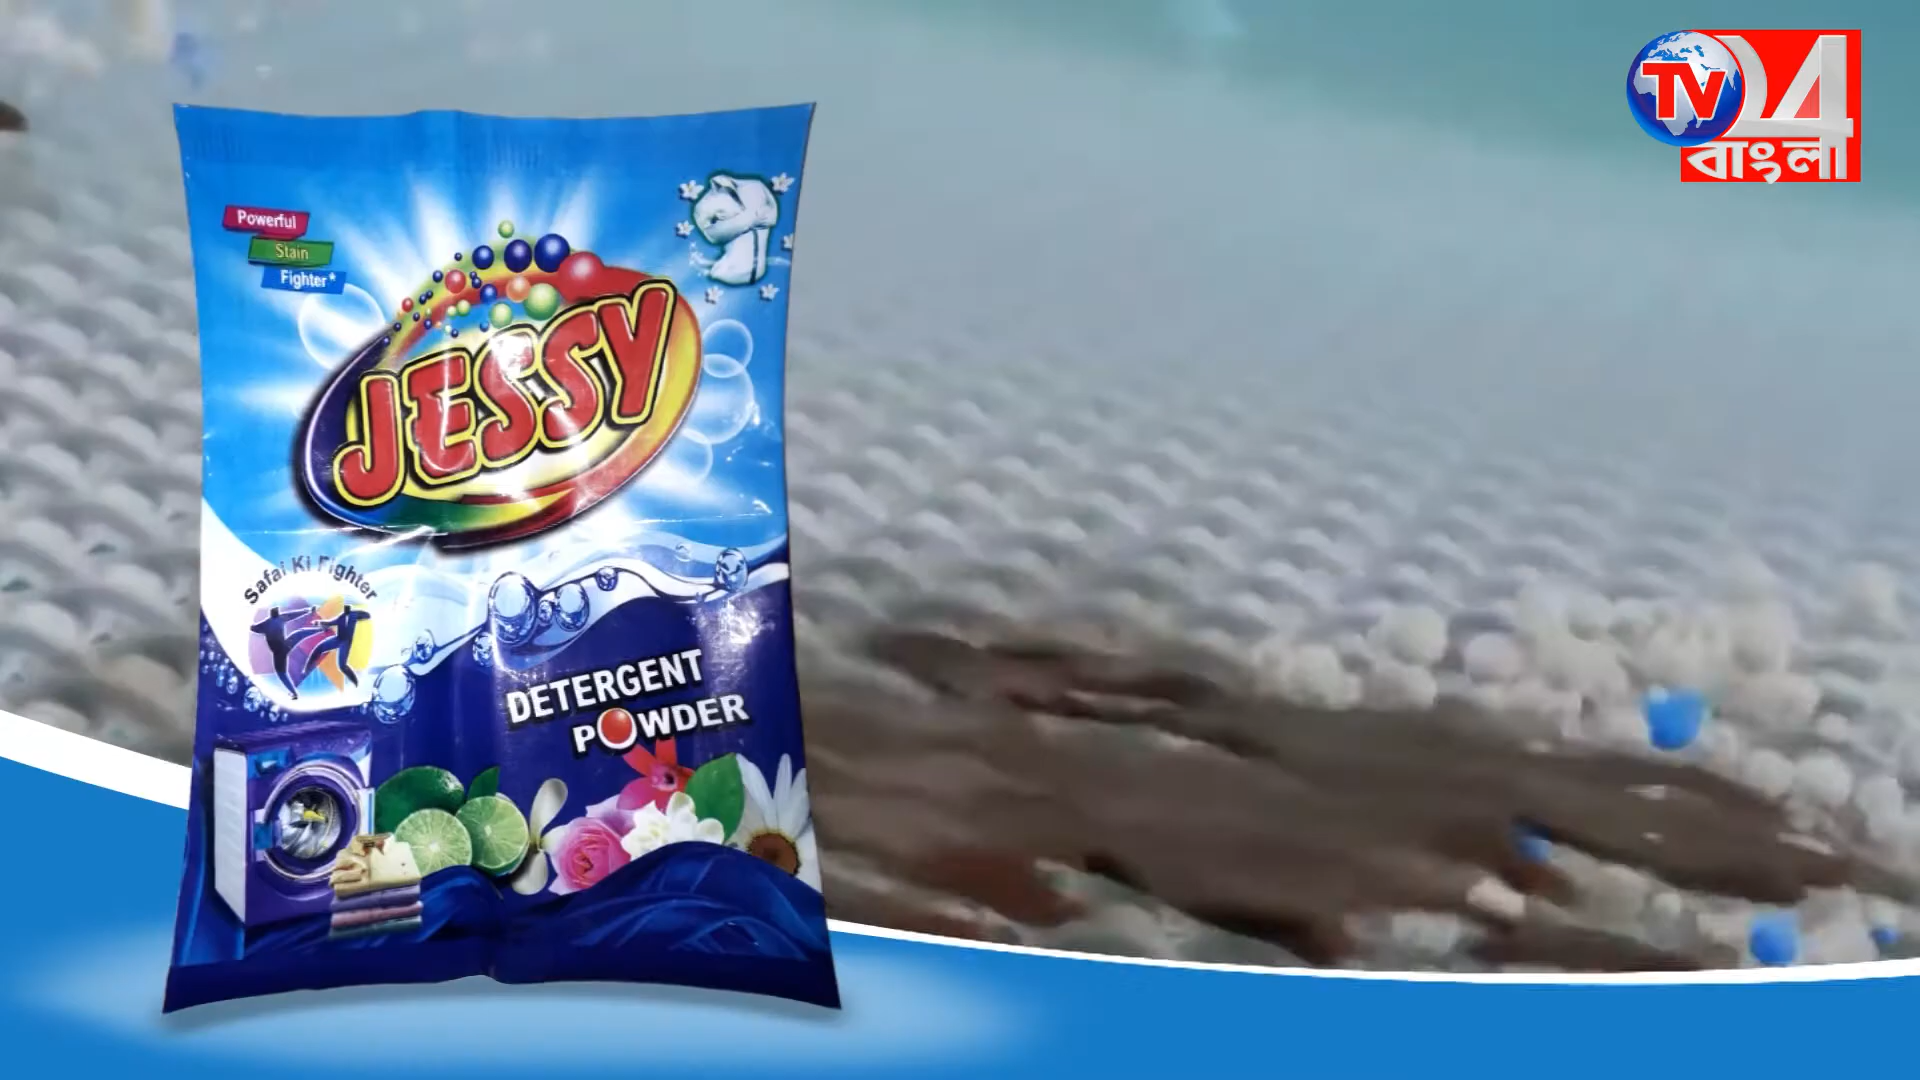 TV 24
বাংলা
Powerful
Stain
Fighter*
JESSY
Safai Ki Fighter
DETERGENT
POWDER